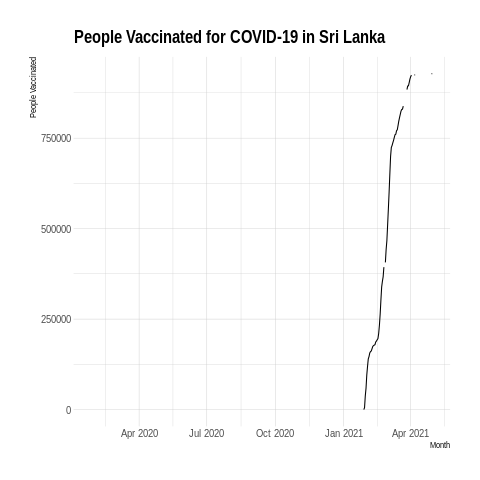 People Vaccinated for COVID-19 in Sri Lanka
People Vaccinated
750000
500000
250000
0
Apr 2020 Jul 2020 Oct 2020 Jan 2021 Apr 2021
Month